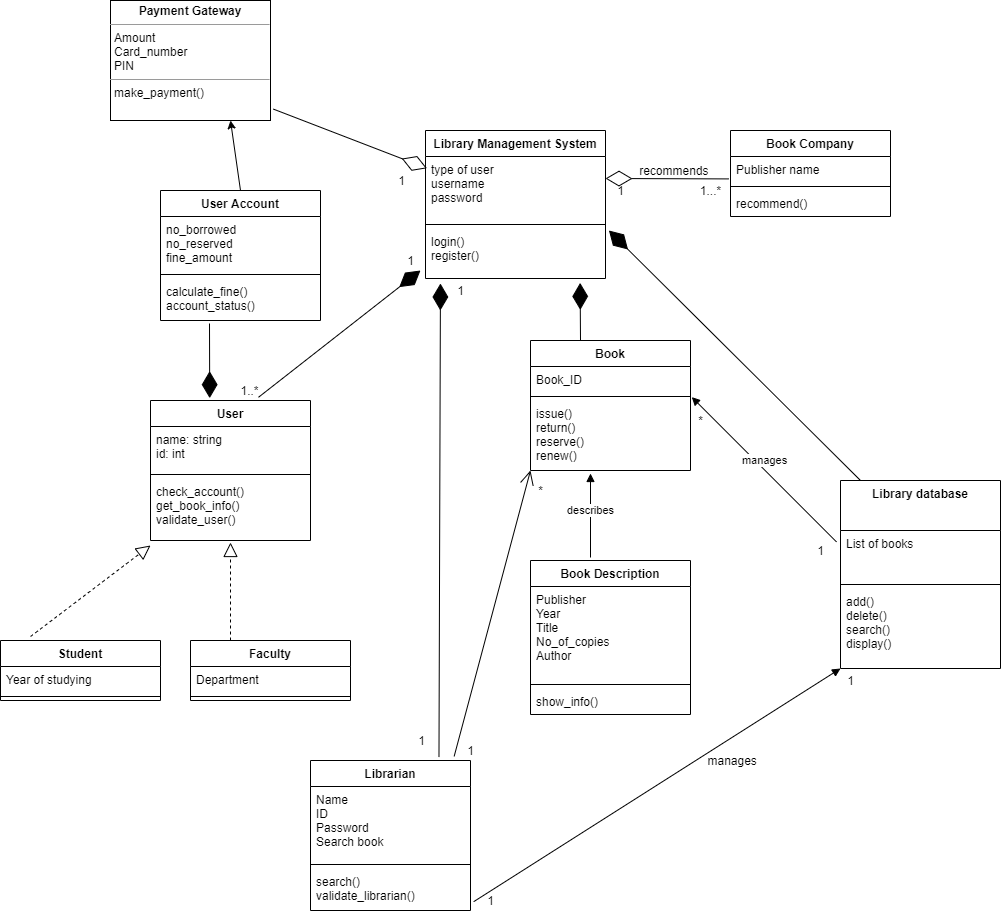 Payment Gateway
Amount
Card_number
PIN
make_payment()
Library Management System
type of user
username
password
login()
register()
Book Company
Publisher name
recommend()
recommends
1
1
1...*
User Account
no_borrowed
no_reserved
fine_amount
calculate_fine()
account_status()
1
1
1..*
User
name: string
id: int
check_account()
get_book_info()
validate_user()
Book
Book_ID
issue()
return()
reserve()
renew()
*
manages
1
*
describes
Library database
List of books
add()
delete()
search()
display()
Book Description
Publisher
Year
Title
No_of_copies
Author
show_info()
Student
Year of studying
Faculty
Department
1
1
1
manages
Librarian
Name
ID
Password
Search book
search()
validate_librarian()
1